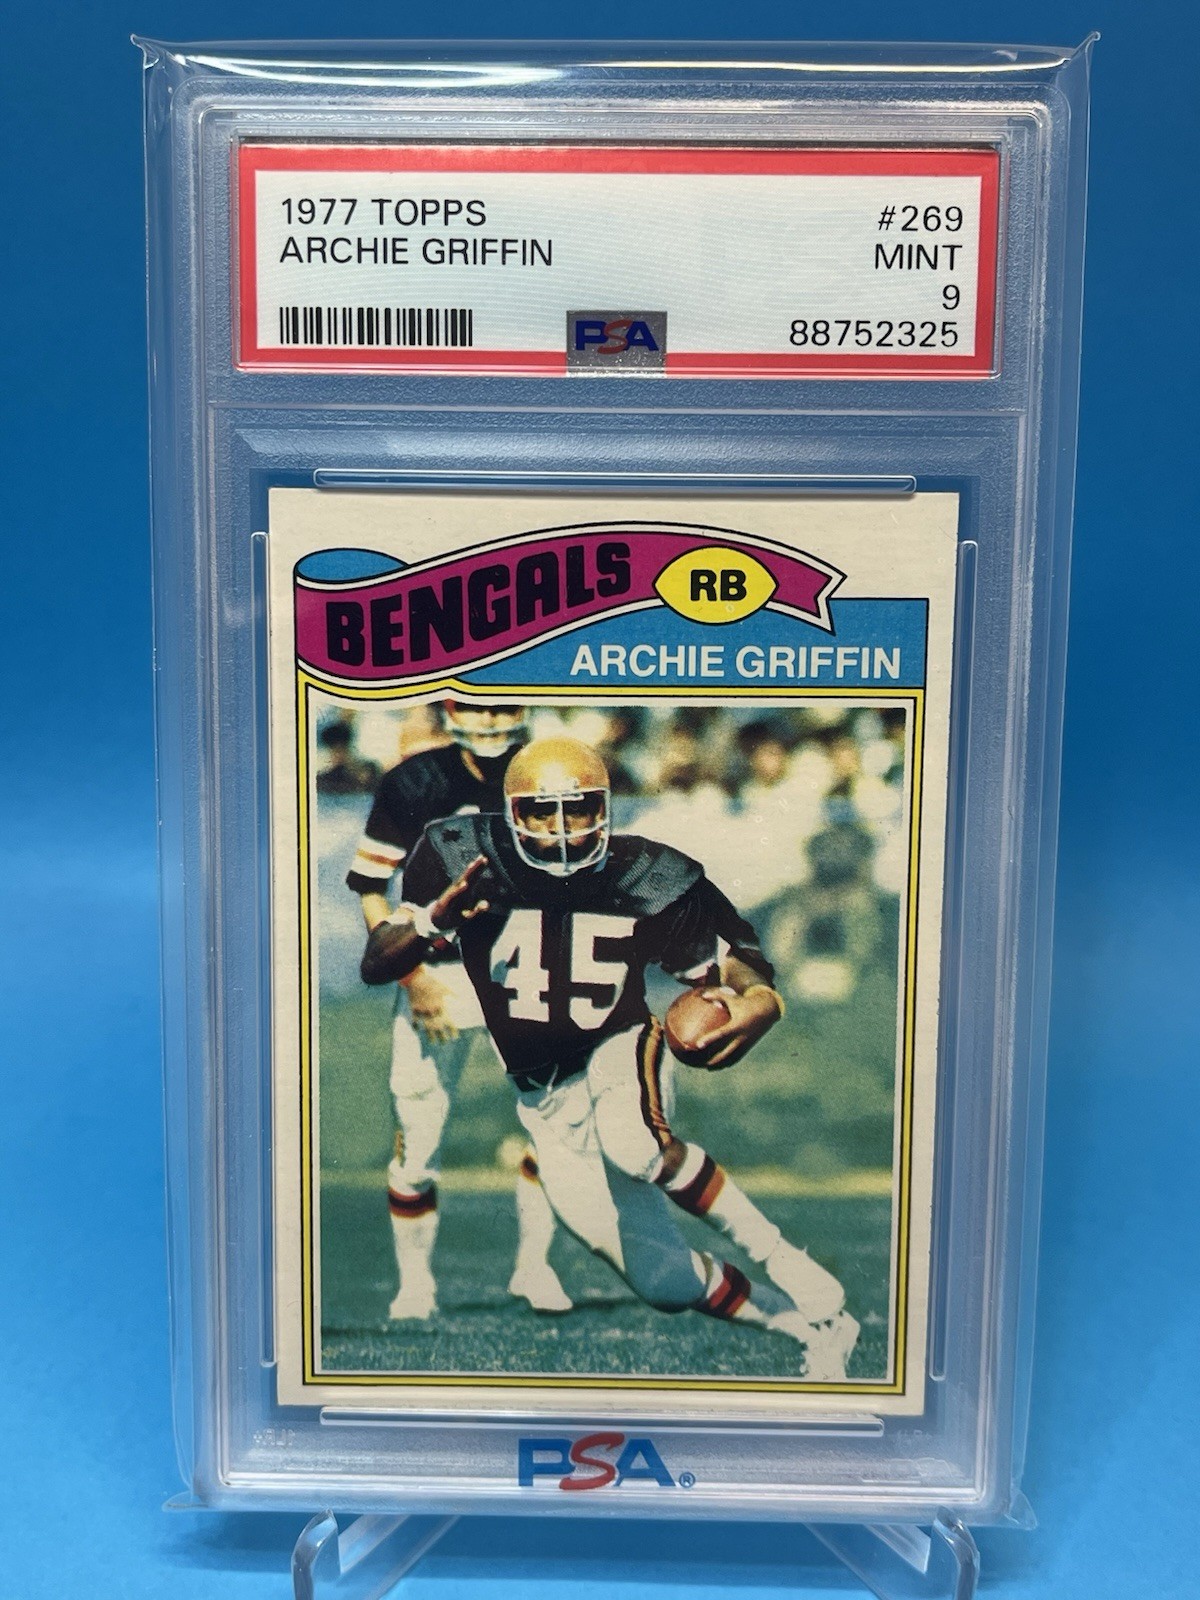 1977 TOPPS #269
ARCHIE GRIFFIN MINT
9
PSA 88752325
BENGALS RB
ARCHIE GRIFFIN
45
PSA®